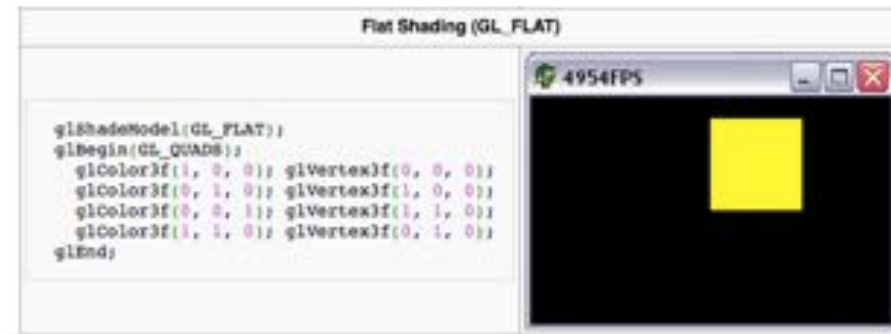 Flat Shading (GL_FLAT)
glShadeModel(GL_FLAT);
glBegin(GL_QUADS);
glColor3f(1, 0, 0); glVertex3f(0, 0, 0);
glColor3f(0, 1, 0); glVertex3f(1, 0, 0);
glColor3f(0, 0, 1); glVertex3f(1, 1, 0);
glColor3f(1, 1, 0); glVertex3f(0, 1, 0);
glEnd;
4954FPS